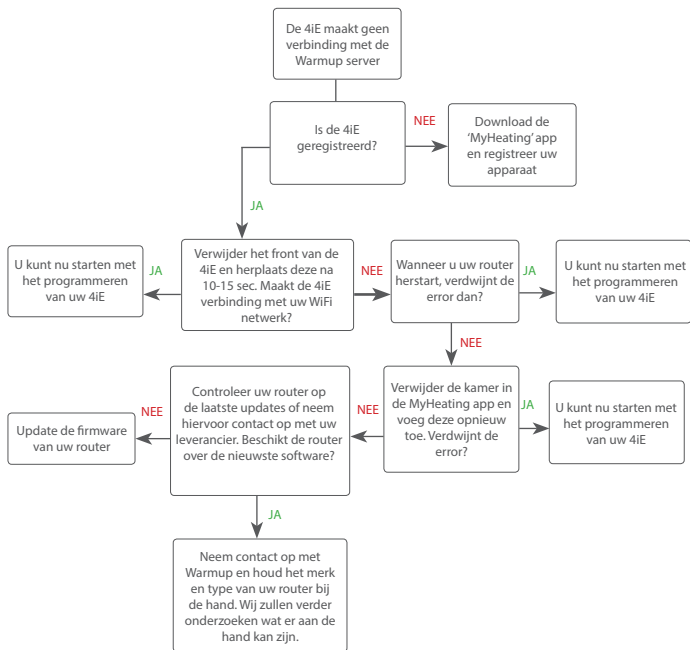 De 4iE maakt geen
verbinding met de
Warmup server
Is de 4iE
geregistreerd?
NEE
Download de
‘MyHeating’ app
en registreer uw
apparaat
JA
U kunt nu starten met
het programmeren
van uw 4iE
JA
Verwijder het front van de
4iE en herplaats deze na
10-15 sec. Maakt de 4iE
verbinding met uw WiFi
netwerk?
NEE
Wanneer u uw router
herstart, verdwijnt de
error dan?
JA
U kunt nu starten met
het programmeren
van uw 4iE
NEE
Update de firmware
van uw router
NEE
Controleer uw router op
de laatste updates of neem
hiervoor contact op met uw
leverancier. Beschikt de router
over de nieuwste software?
NEE
Verwijder de kamer in
de MyHeating app en
voeg deze opnieuw
toe. Verdwijnt de
error?
JA
U kunt nu starten met
het programmeren
van uw 4iE
JA
Neem contact op met
Warmup en houd het merk
en type van uw router bij
de hand. Wij zullen verder
onderzoeken wat er aan de
hand kan zijn.